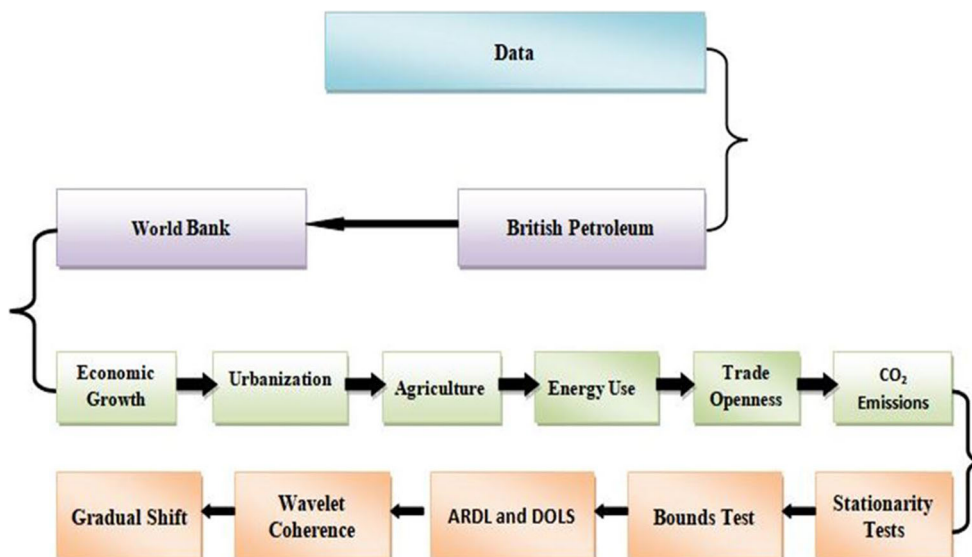 Data
World Bank
British Petroleum
Economic
Growth
Urbanization
Agriculture
Energy Use
Trade
Openness
CO₂
Emissions
Gradual Shift
Wavelet
Coherence
ARDL and DOLS
Bounds Test
Stationarity
Tests